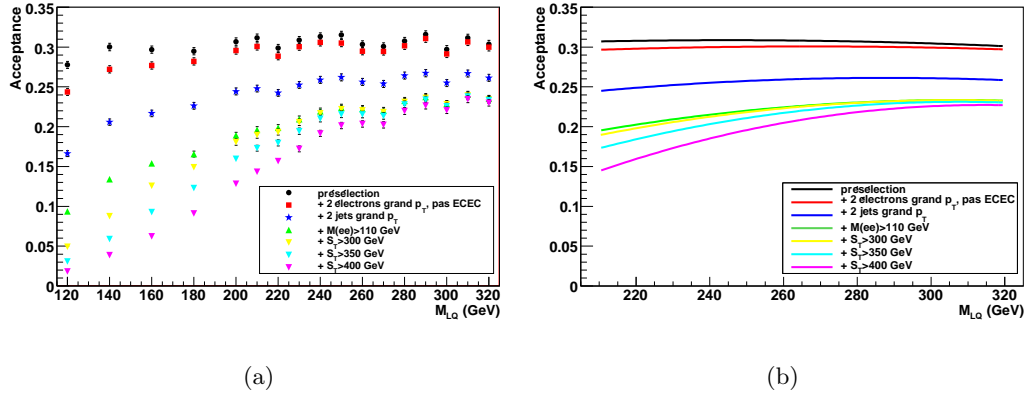 Acceptance
0.35
0.3
0.25
0.2
0.15
0.1
0.05
0
120 140 160 180 200 220 240 260 280 300 320
M_LQ (GeV)
présélection
+ 2 électrons grand p_T, pas ECEC
+ 2 jets grand p_T
+ M(ee)>110 GeV
+ S_T>300 GeV
+ S_T>350 GeV
+ S_T>400 GeV
(a)
Acceptance
0.35
0.3
0.25
0.2
0.15
0.1
0.05
0
220 240 260 280 300 320
M_LQ (GeV)
présélection
+ 2 électrons grand p_T, pas ECEC
+ 2 jets grand p_T
+ M(ee)>110 GeV
+ S_T>300 GeV
+ S_T>350 GeV
+ S_T>400 GeV
(b)